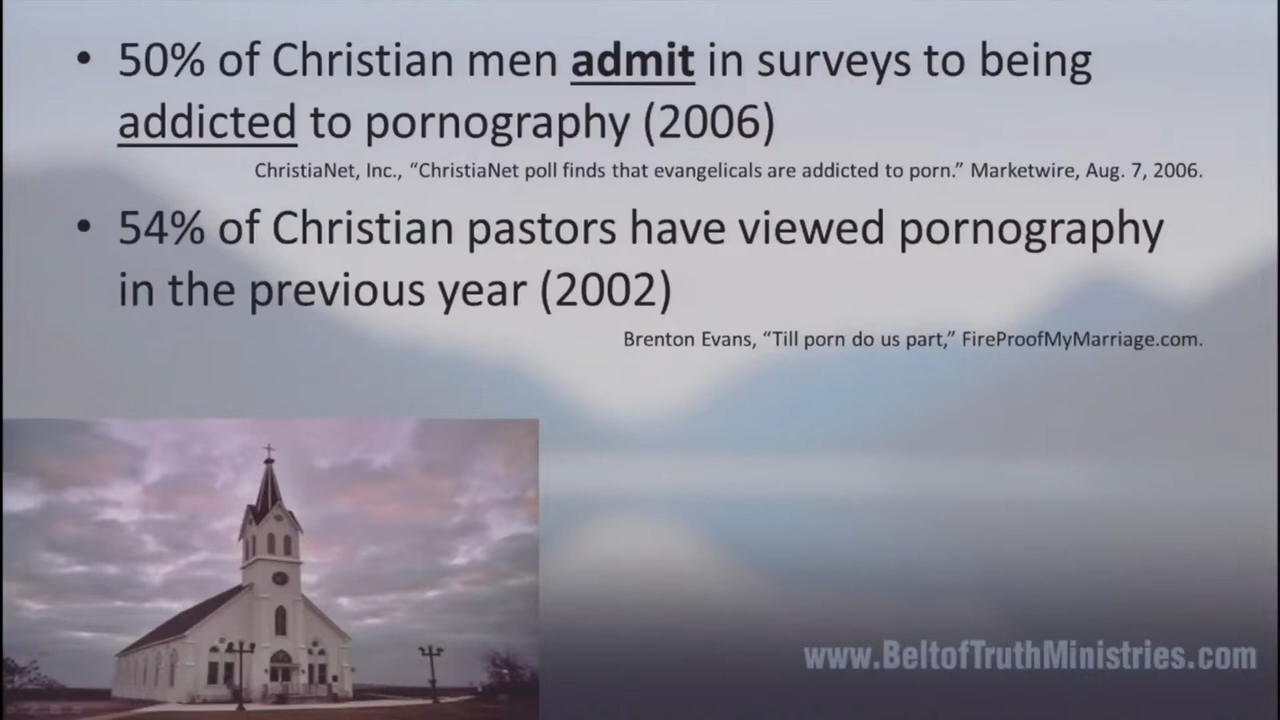 • 50% of Christian men admit in surveys to being
addicted to pornography (2006)
ChristiaNet, Inc., “ChristiaNet poll finds that evangelicals are addicted to porn.” Marketwire, Aug. 7, 2006.
• 54% of Christian pastors have viewed pornography
in the previous year (2002)
Brenton Evans, “Till porn do us part,” FireProofMyMarriage.com.
www.BeltofTruthMinistries.com